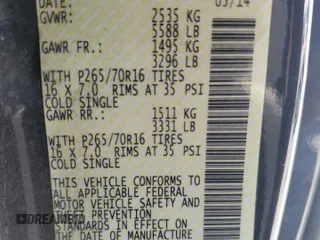 DATE: 03/14
GVWR: 2535 KG
5588 LB
GAWR FR.: 1495 KG
3296 LB
WITH P265/70R16 TIRES
16 X 7.0 RIMS AT 35 PSI
COLD SINGLE
GAWR RR.: 1511 KG
3331 LB
WITH P265/70R16 TIRES
16 X 7.0 RIMS AT 35 PSI
COLD SINGLE
THIS VEHICLE CONFORMS TO
ALL APPLICABLE FEDERAL
MOTOR VEHICLE SAFETY AND
PREVENTION
STANDARDS IN EFFECT ON
THE DATE OF MANUFACTURE
DREAMERS